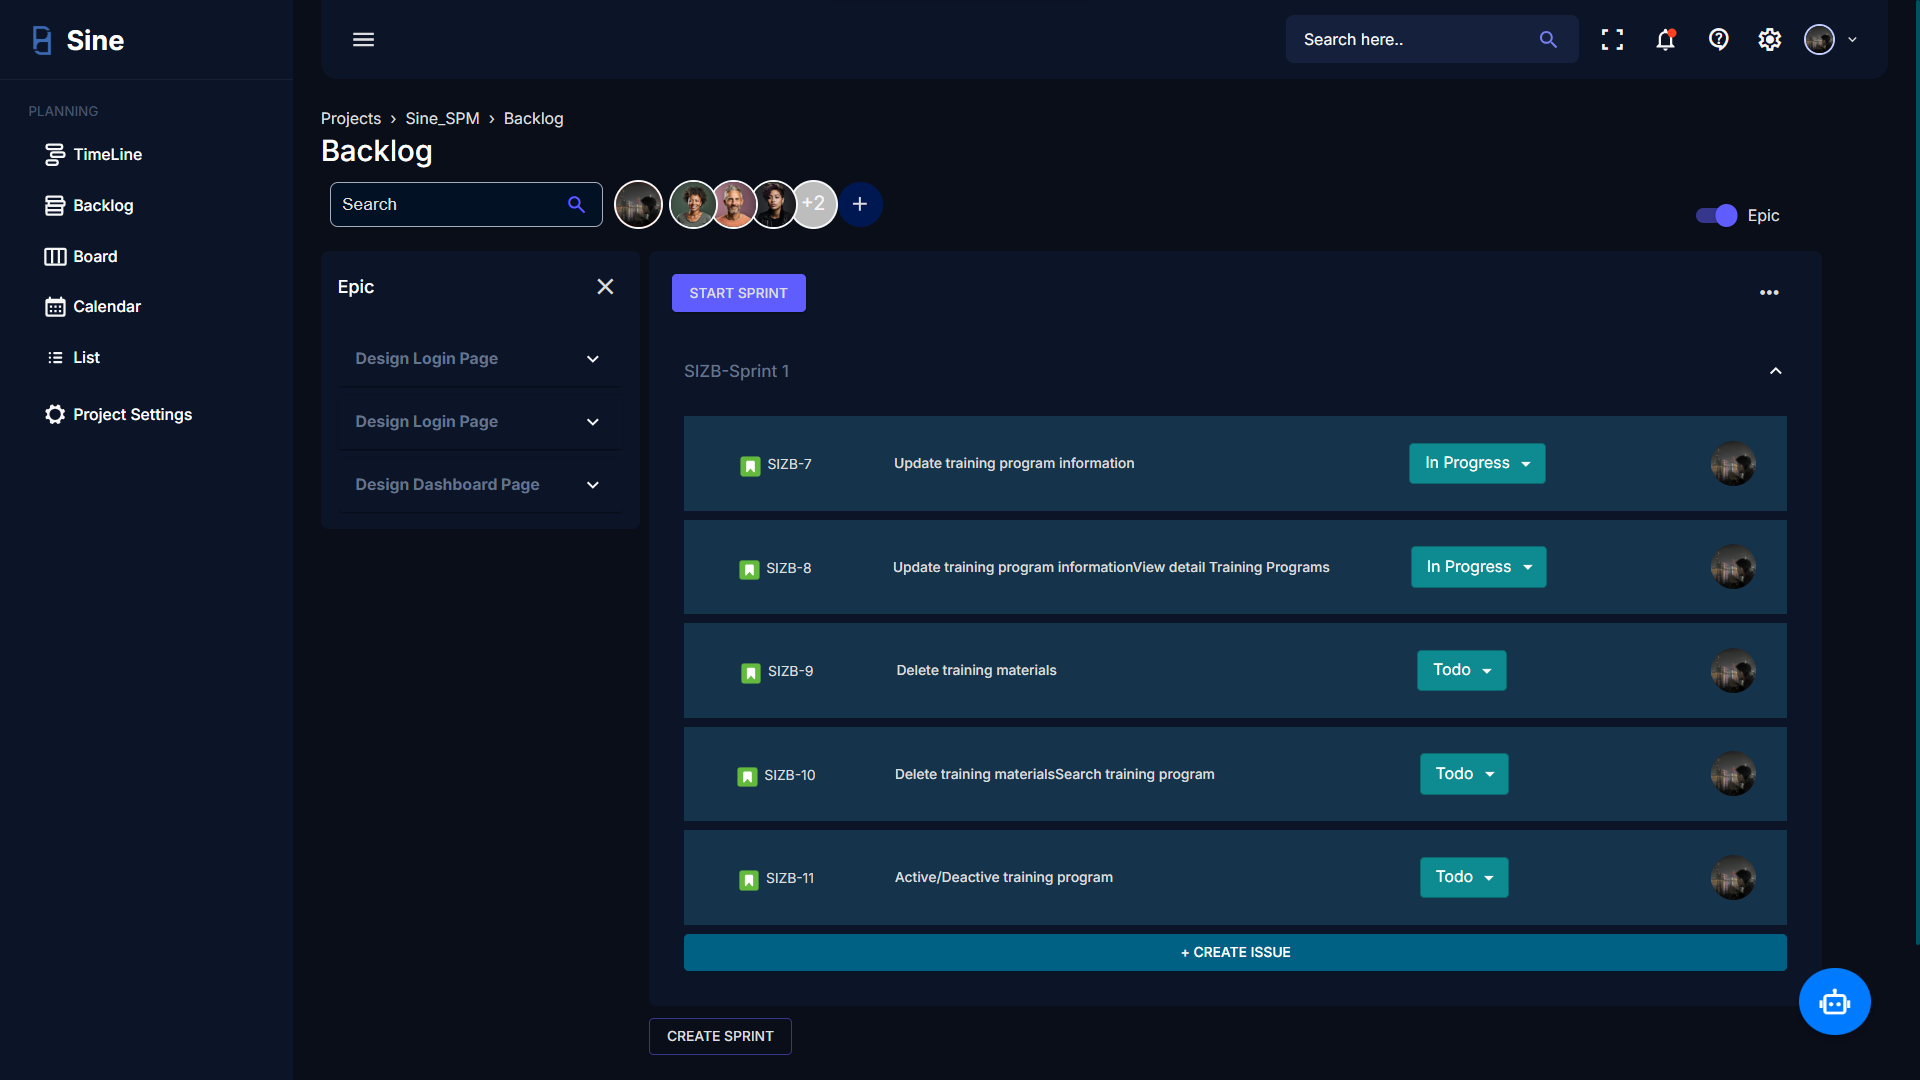 Sine
Search here..
PLANNING
TimeLine
Backlog
Board
Calendar
List
Project Settings
Projects › Sine_SPM › Backlog
Backlog
Search
+2
Epic
Epic
Design Login Page
Design Login Page
Design Dashboard Page
START SPRINT
SIZB-Sprint 1
SIZB-7 Update training program information In Progress
SIZB-8 Update training program informationView detail Training Programs In Progress
SIZB-9 Delete training materials Todo
SIZB-10 Delete training materialsSearch training program Todo
SIZB-11 Active/Deactive training program Todo
+ CREATE ISSUE
CREATE SPRINT